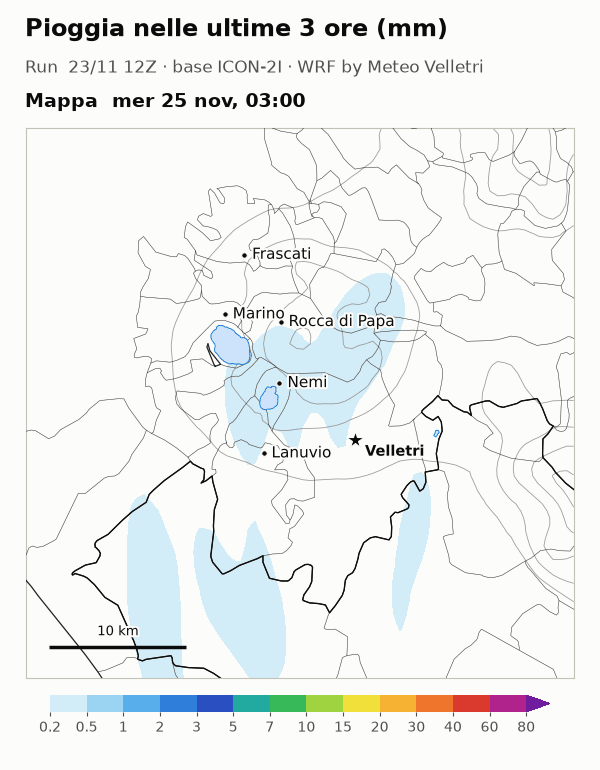 Pioggia nelle ultime 3 ore (mm)
Run  23/11 12Z · base ICON-2I · WRF by Meteo Velletri
Mappa  mer 25 nov, 03:00
Frascati
Marino
Rocca di Papa
Nemi
Velletri
Lanuvio
10 km
0.2 0.5 1 2 3 5 7 10 15 20 30 40 60 80